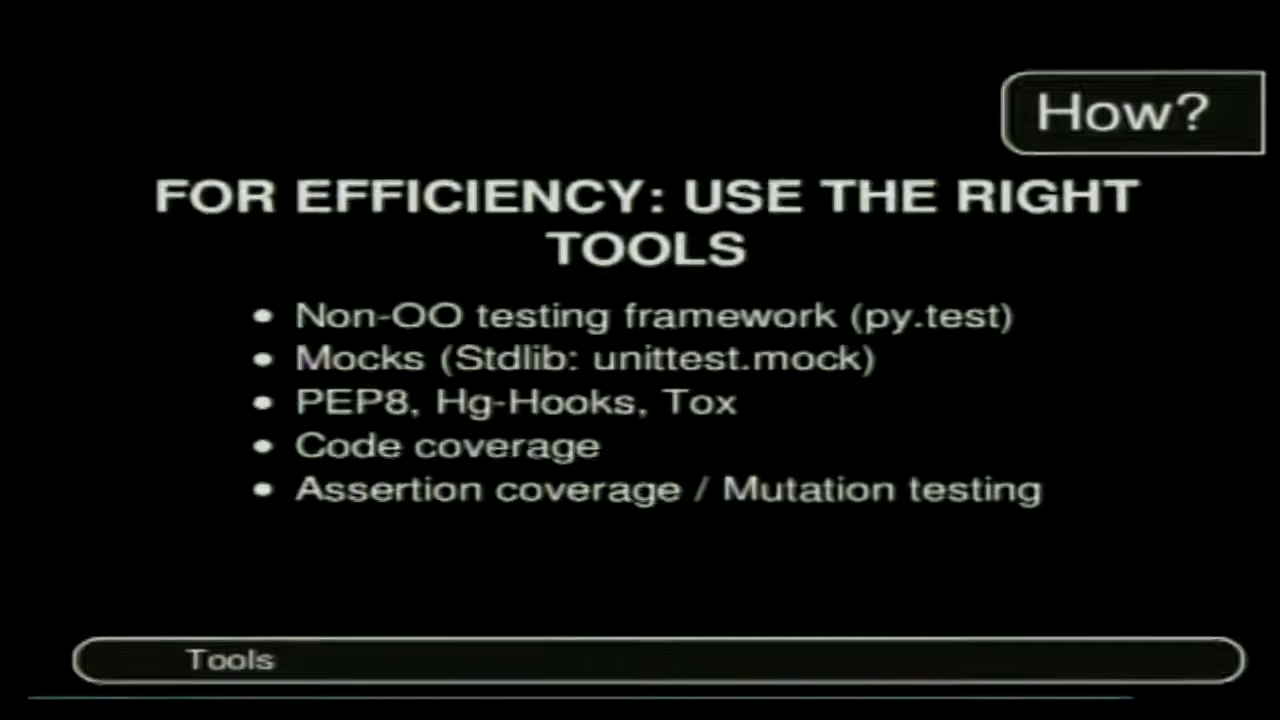 How?
FOR EFFICIENCY: USE THE RIGHT
TOOLS
• Non-OO testing framework (py.test)
• Mocks (Stdlib: unittest.mock)
• PEP8, Hg-Hooks, Tox
• Code coverage
• Assertion coverage / Mutation testing
Tools